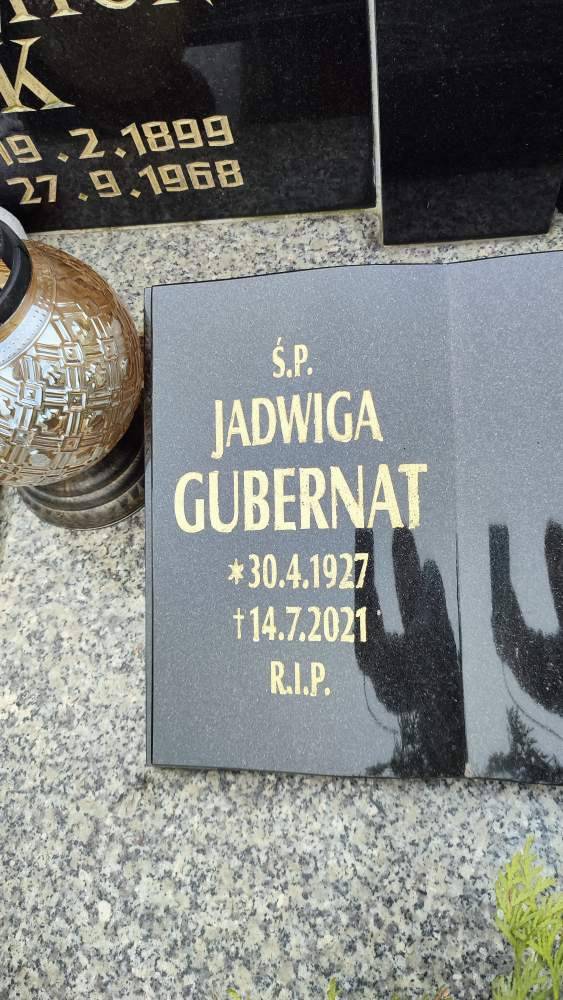 K
19.2.1899
27.9.1968
Ś.P.
JADWIGA
GUBERNAT
*30.4.1927
†14.7.2021
R.I.P.